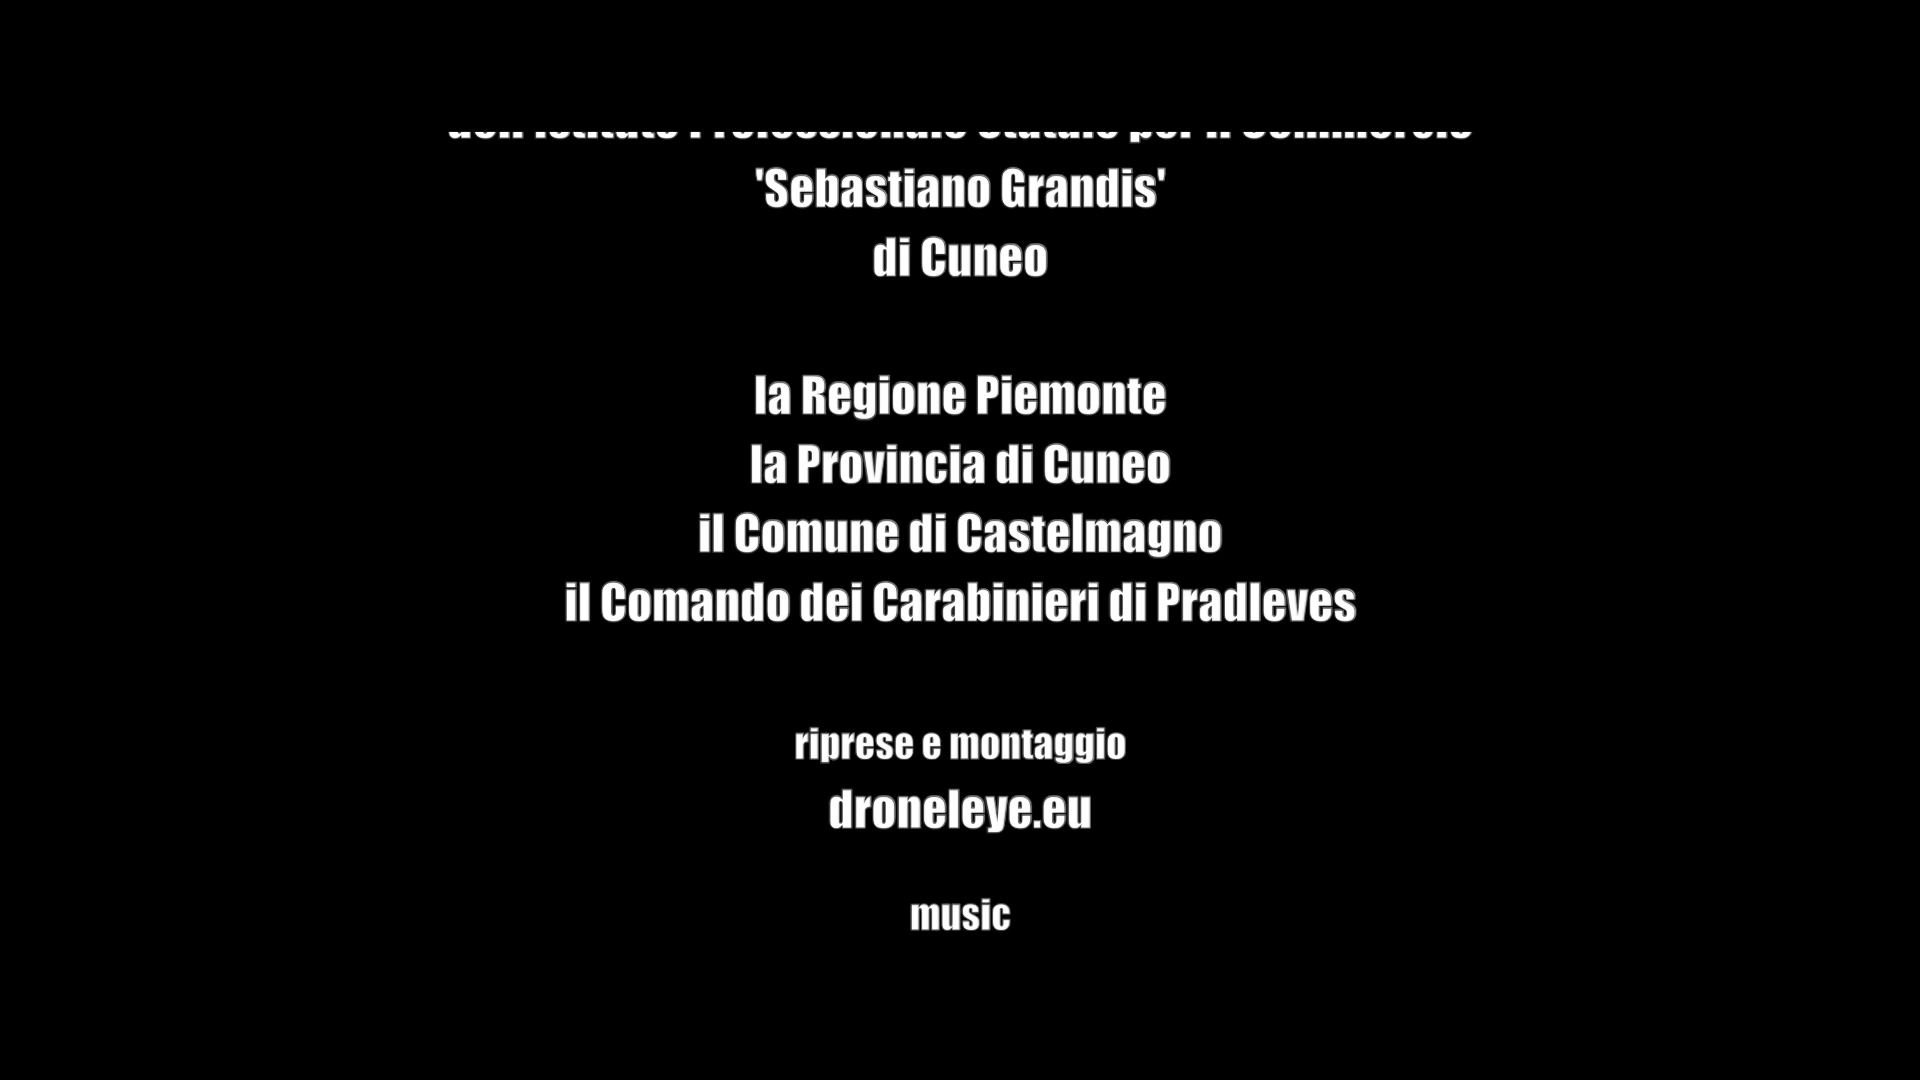 'Sebastiano Grandis'
di Cuneo
la Regione Piemonte
la Provincia di Cuneo
il Comune di Castelmagno
il Comando dei Carabinieri di Pradleves
riprese e montaggio
droneleye.eu
music